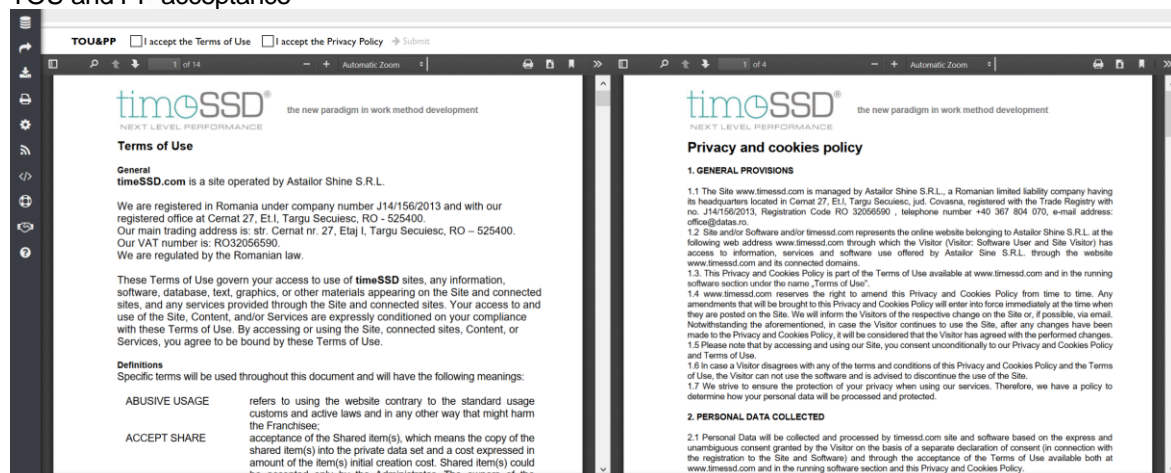 TOU and PP acceptance
TOU&PP I accept the Terms of Use I accept the Privacy Policy Submit
1 of 14 Automatic Zoom
timeSSD® the new paradigm in work method development
NEXT LEVEL PERFORMANCE
Terms of Use
General
timeSSD.com is a site operated by Astailor Shine S.R.L.
We are registered in Romania under company number J14/156/2013 and with our
registered office at Cernat 27, Et.I, Targu Secuiesc, RO - 525400.
Our main trading address is: str. Cernat nr. 27, Etaj I, Targu Secuiesc, RO – 525400.
Our VAT number is: RO32056590.
We are regulated by the Romanian law.
These Terms of Use govern your access to use of timeSSD sites, any information,
software, database, text, graphics, or other materials appearing on the Site and connected
sites, and any services provided through the Site and connected sites. Your access to and
use of the Site, Content, and/or Services are expressly conditioned on your compliance
with these Terms of Use. By accessing or using the Site, connected sites, Content, or
Services, you agree to be bound by these Terms of Use.
Definitions
Specific terms will be used throughout this document and will have the following meanings:
ABUSIVE USAGE refers to using the website contrary to the standard usage
customs and active laws and in any other way that might harm
the Franchisee;
ACCEPT SHARE acceptance of the Shared item(s), which means the copy of the
shared item(s) into the private data set and a cost expressed in
amount of the item(s) initial creation cost. Shared item(s) could
be accepted only by the Administrator. The owners of the
1 of 4 Automatic Zoom
timeSSD® the new paradigm in work method development
NEXT LEVEL PERFORMANCE
Privacy and cookies policy
1. GENERAL PROVISIONS
1.1 The Site www.timessd.com is managed by Astailor Shine S.R.L., a Romanian limited liability company having
its headquarters located in Cernat 27, Et.I, Targu Secuiesc, jud. Covasna, registered with the Trade Registry with
no. J14/156/2013, Registration Code RO 32056590 , telephone number +40 367 804 070, e-mail address:
office@datas.ro.
1.2 Site and/or Software and/or timessd.com represents the online website belonging to Astailor Shine S.R.L. at the
following web address www.timessd.com through which the Visitor (Visitor: Software User and Site Visitor) has
access to information, services and software use offered by Astailor Sine S.R.L. through the website
www.timessd.com and its connected domains.
1.3. This Privacy and Cookies Policy is part of the Terms of Use available at www.timessd.com and in the running
software section under the name „Terms of Use".
1.4 www.timessd.com reserves the right to amend this Privacy and Cookies Policy from time to time. Any
amendments that will be brought to this Privacy and Cookies Policy will enter into force immediately at the time when
they are posted on the Site. We will inform the Visitors of the respective change on the Site or, if possible, via email.
Notwithstanding the aforementioned, in case the Visitor continues to use the Site, after any changes have been
made to the Privacy and Cookies Policy, it will be considered that the Visitor has agreed with the performed changes.
1.5 Please note that by accessing and using our Site, you consent unconditionally to our Privacy and Cookies Policy
and Terms of Use.
1.6 In case a Visitor disagrees with any of the terms and conditions of this Privacy and Cookies Policy and the Terms
of Use, the Visitor can not use the software and is advised to discontinue the use of the Site.
1.7 We strive to ensure the protection of your privacy when using our services. Therefore, we have a policy to
determine how your personal data will be processed and protected.
2. PERSONAL DATA COLLECTED
2.1 Personal Data will be collected and processed by timessd.com site and software based on the express and
unambiguous consent granted by the Visitor on the basis of a separate declaration of consent (in connection with
the registration to the Site and Software) and through the acceptance of the Terms of Use available both at
www.timessd.com and in the running software section and this Privacy and Cookies Policy.